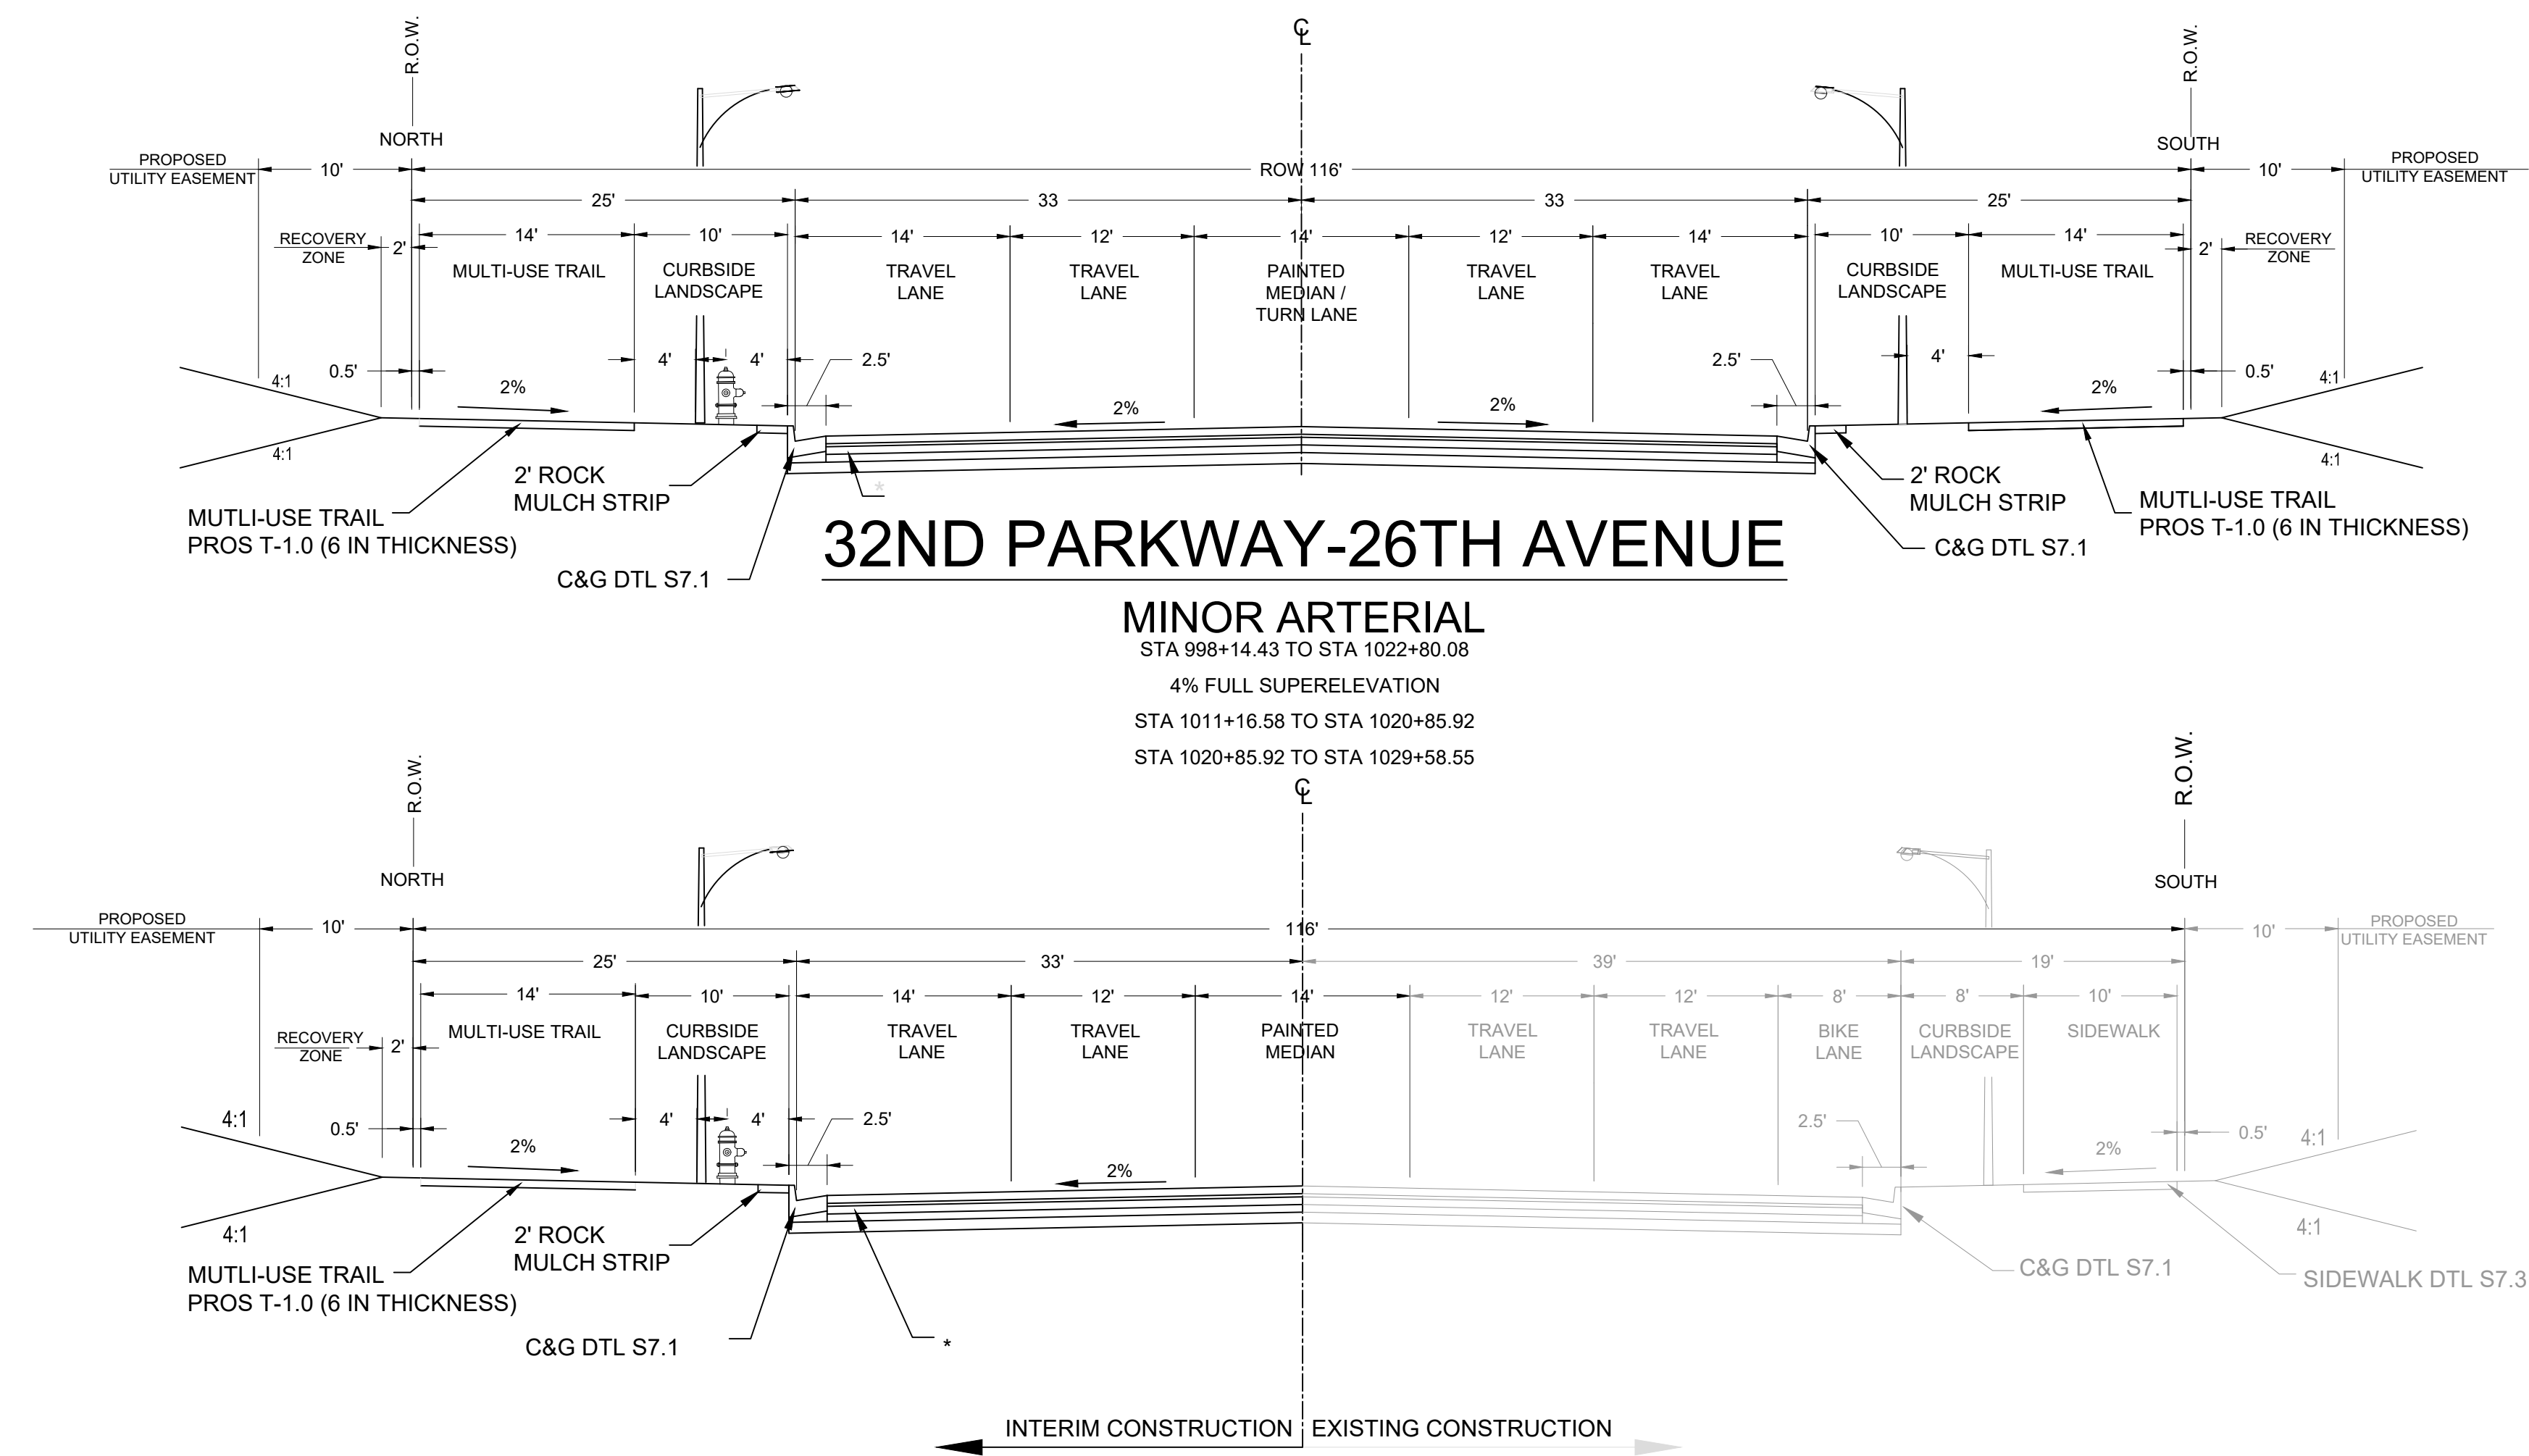 R.O.W.
℄
R.O.W.
NORTH
SOUTH
PROPOSED
UTILITY EASEMENT
10'
ROW 116'
10'
PROPOSED
UTILITY EASEMENT
25'
33
33
25'
RECOVERY
ZONE
2'
14'
10'
14'
12'
14'
12'
14'
10'
14'
2'
RECOVERY
ZONE
MULTI-USE TRAIL
CURBSIDE
LANDSCAPE
TRAVEL
LANE
TRAVEL
LANE
PAINTED
MEDIAN /
TURN LANE
TRAVEL
LANE
TRAVEL
LANE
CURBSIDE
LANDSCAPE
MULTI-USE TRAIL
4:1
0.5'
2%
4'
4'
2.5'
2%
2%
2.5'
4'
2%
0.5'
4:1
4:1
4:1
2' ROCK
MULCH STRIP
*
2' ROCK
MULCH STRIP
MUTLI-USE TRAIL
PROS T-1.0 (6 IN THICKNESS)
MUTLI-USE TRAIL
PROS T-1.0 (6 IN THICKNESS)
C&G DTL S7.1
C&G DTL S7.1
32ND PARKWAY-26TH AVENUE
MINOR ARTERIAL
STA 998+14.43 TO STA 1022+80.08
4% FULL SUPERELEVATION
STA 1011+16.58 TO STA 1020+85.92
STA 1020+85.92 TO STA 1029+58.55
R.O.W.
℄
R.O.W.
NORTH
SOUTH
PROPOSED
UTILITY EASEMENT
10'
116'
10'
PROPOSED
UTILITY EASEMENT
25'
33'
39'
19'
RECOVERY
ZONE
2'
14'
10'
14'
12'
14'
12'
12'
8'
8'
10'
MULTI-USE TRAIL
CURBSIDE
LANDSCAPE
TRAVEL
LANE
TRAVEL
LANE
PAINTED
MEDIAN
TRAVEL
LANE
TRAVEL
LANE
BIKE
LANE
CURBSIDE
LANDSCAPE
SIDEWALK
4:1
0.5'
2%
4'
4'
2.5'
2%
2.5'
2%
0.5'
4:1
4:1
4:1
2' ROCK
MULCH STRIP
MUTLI-USE TRAIL
PROS T-1.0 (6 IN THICKNESS)
C&G DTL S7.1
*
C&G DTL S7.1
SIDEWALK DTL S7.3
INTERIM CONSTRUCTION
EXISTING CONSTRUCTION